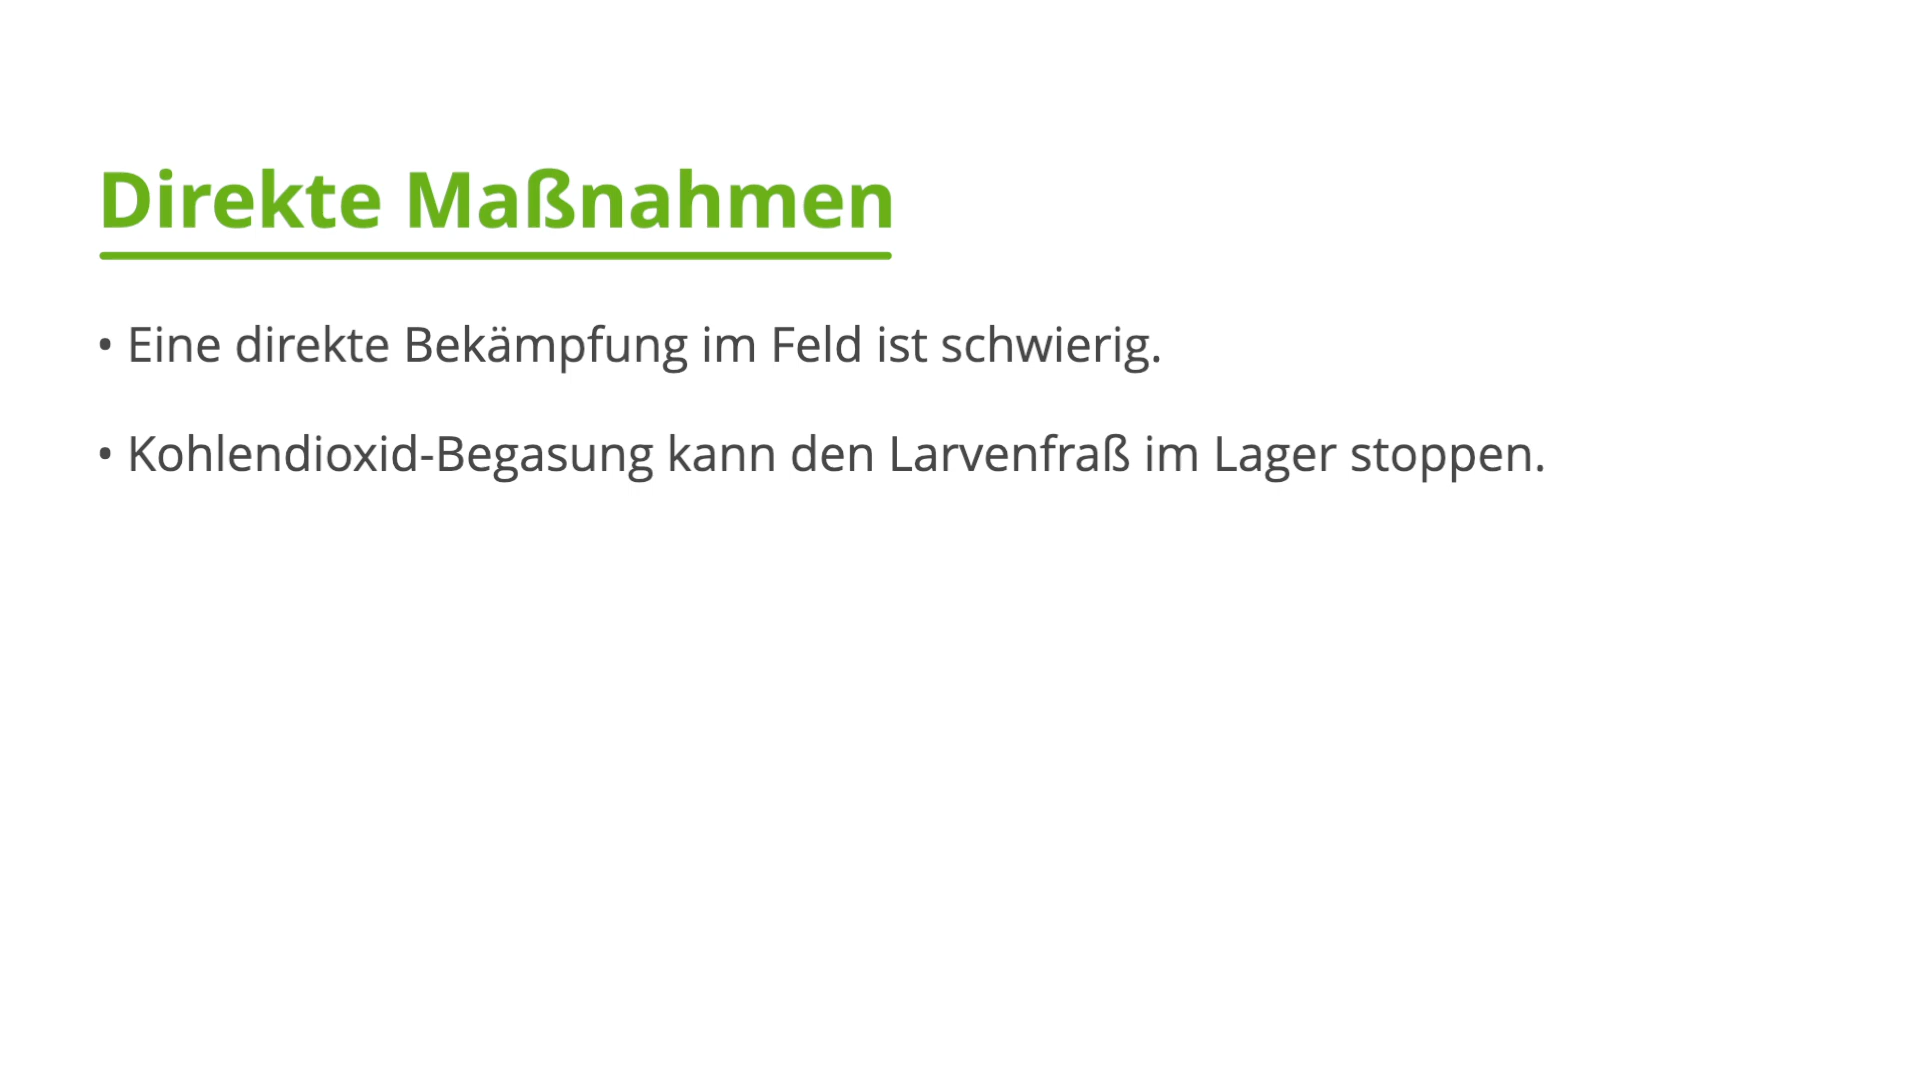 Direkte Maßnahmen
• Eine direkte Bekämpfung im Feld ist schwierig.
• Kohlendioxid-Begasung kann den Larvenfraß im Lager stoppen.